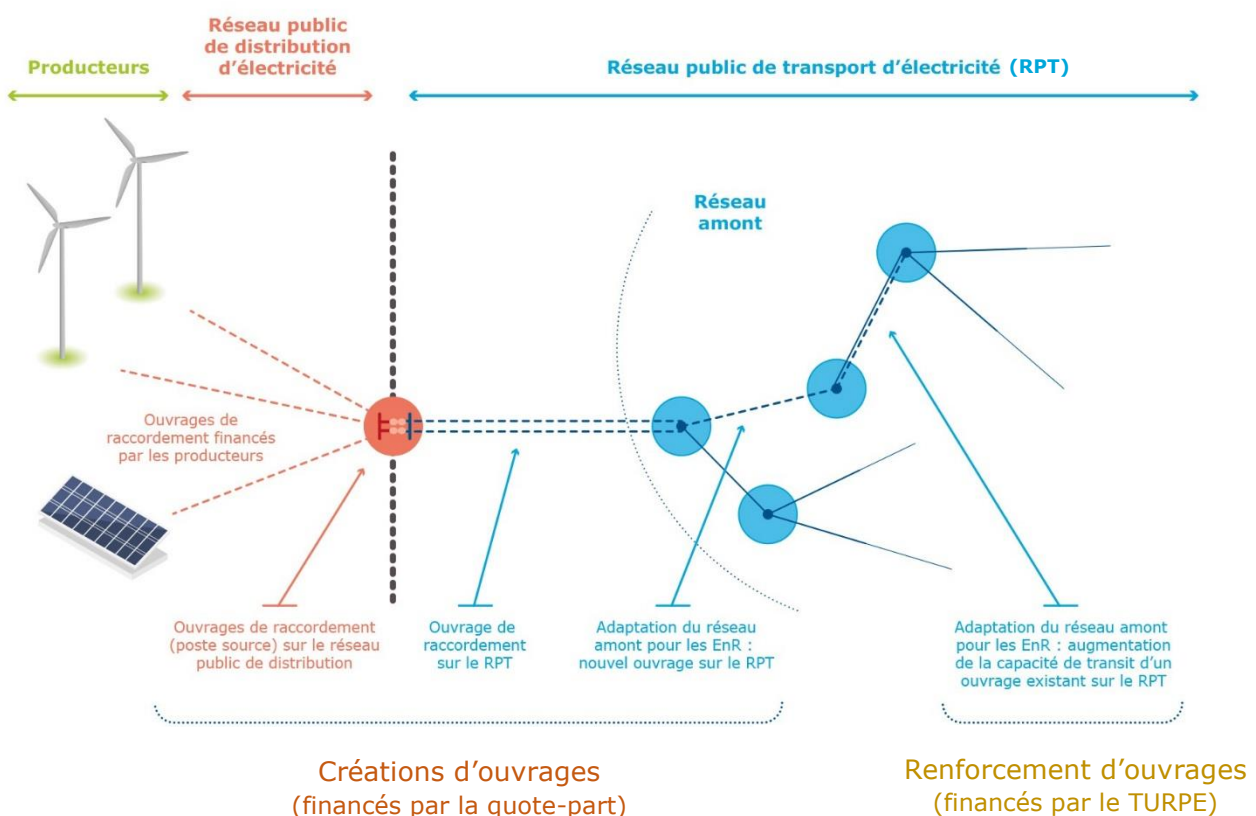 Producteurs
Réseau public
de distribution
d'électricité
Réseau public de transport d'électricité (RPT)
Réseau
amont
Ouvrages de
raccordement financés
par les producteurs
Ouvrages de raccordement
(poste source) sur le réseau
public de distribution
Ouvrage de
raccordement
sur le RPT
Adaptation du réseau
amont pour les EnR :
nouvel ouvrage sur le RPT
Adaptation du réseau amont
pour les EnR : augmentation
de la capacité de transit d'un
ouvrage existant sur le RPT
Créations d'ouvrages
(financés par la quote-part)
Renforcement d'ouvrages
(financés par le TURPE)